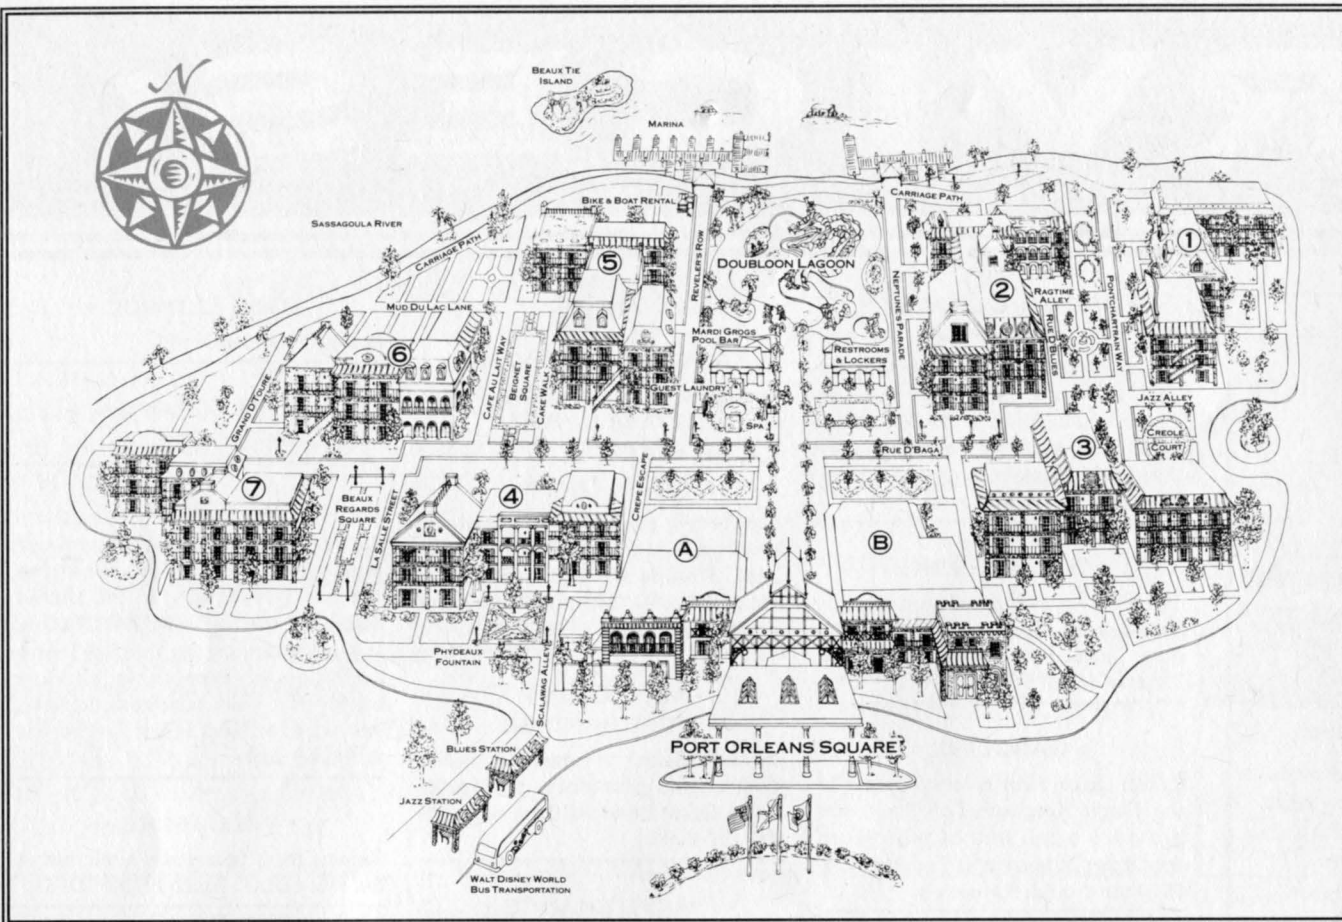 N
BEAUX TIE
ISLAND
MARINA
CARRIAGE PATH
BIKE & BOAT RENTAL
SASSAGOULA RIVER
CARRIAGE PATH
1
5
DOUBLOON LAGOON
REVELERS ROW
NEPTUNE'S PARADE
2
RAGTIME
ALLEY
RUE D'BLUES
PONTCHARTRAIN WAY
MUD DU LAC LANE
MARDI GROGS
POOL BAR
RESTROOMS
& LOCKERS
6
CAFE AU LAIT WAY
BEIGNET
SQUARE
CAKE WALK
GUEST LAUNDRY
SPA
JAZZ ALLEY
CREOLE
COURT
GRAND D'TOURE
RUE D'BAGA
3
7
BEAUX
REGARDS
SQUARE
LA SALLE STREET
4
CREPE ESCAPE
A
B
PHYDEAUX
FOUNTAIN
SCALAWAG ALLEY
BLUES STATION
PORT ORLEANS SQUARE
JAZZ STATION
WALT DISNEY WORLD
BUS TRANSPORTATION